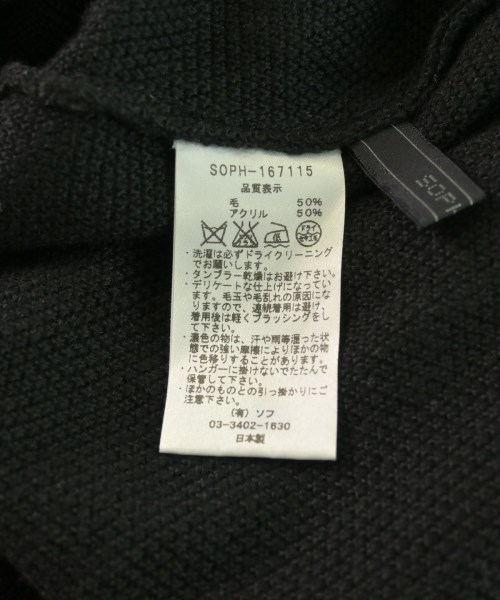 SOPH-167115
品質表示
毛 50%
アクリル 50%
低 ドライ セキユ系
・洗濯は必ずドライクリーニング
でお願いします。
・タンブラー乾燥はお避け下さい。
・デリケートな仕上げになってい
ます。毛玉や毛乱れの原因にな
りますので、連続着用は避け、
着用後は軽くブラッシングをし
て下さい。
・濃色の物は、汗や雨等湿った状
態での強い摩擦によりほかの物
に色移りすることがあります。
・ハンガーに掛けないでたたんで
保管して下さい。
・ほかのものとの引っ掛かりにご
注意下さい。
(有) ソフ
03-3402-1630
日本製
SOPH